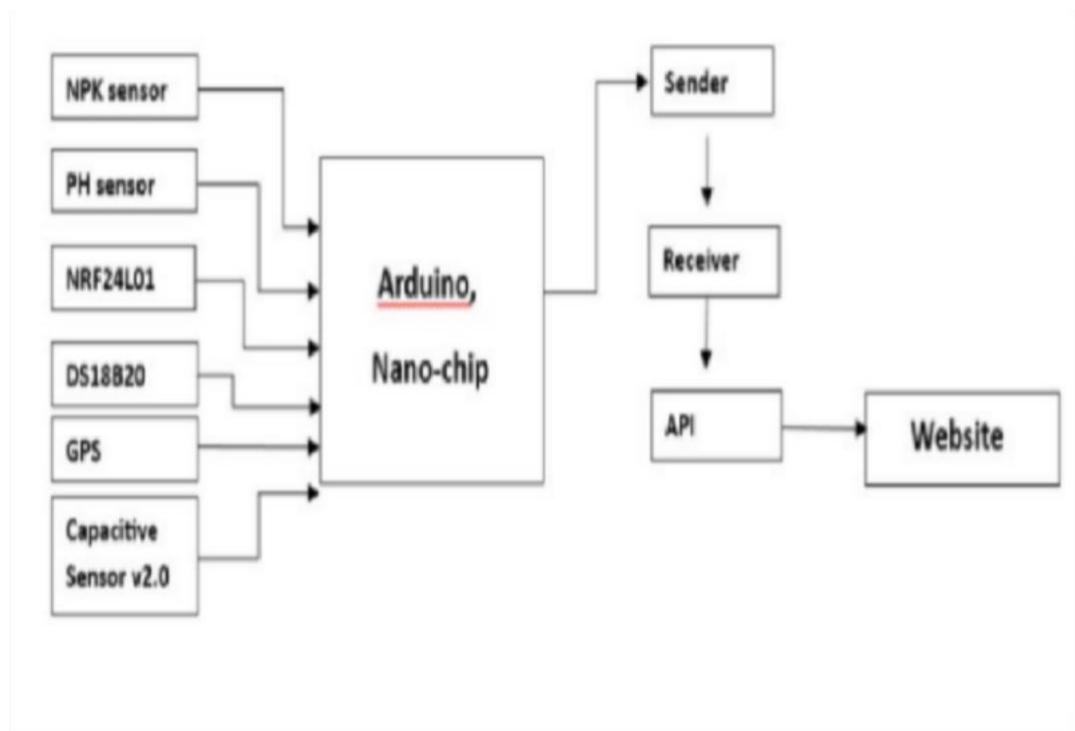 NPK sensor
PH sensor
NRF24L01
DS18B20
GPS
Capacitive
Sensor v2.0
Arduino,
Nano-chip
Sender
Receiver
API
Website